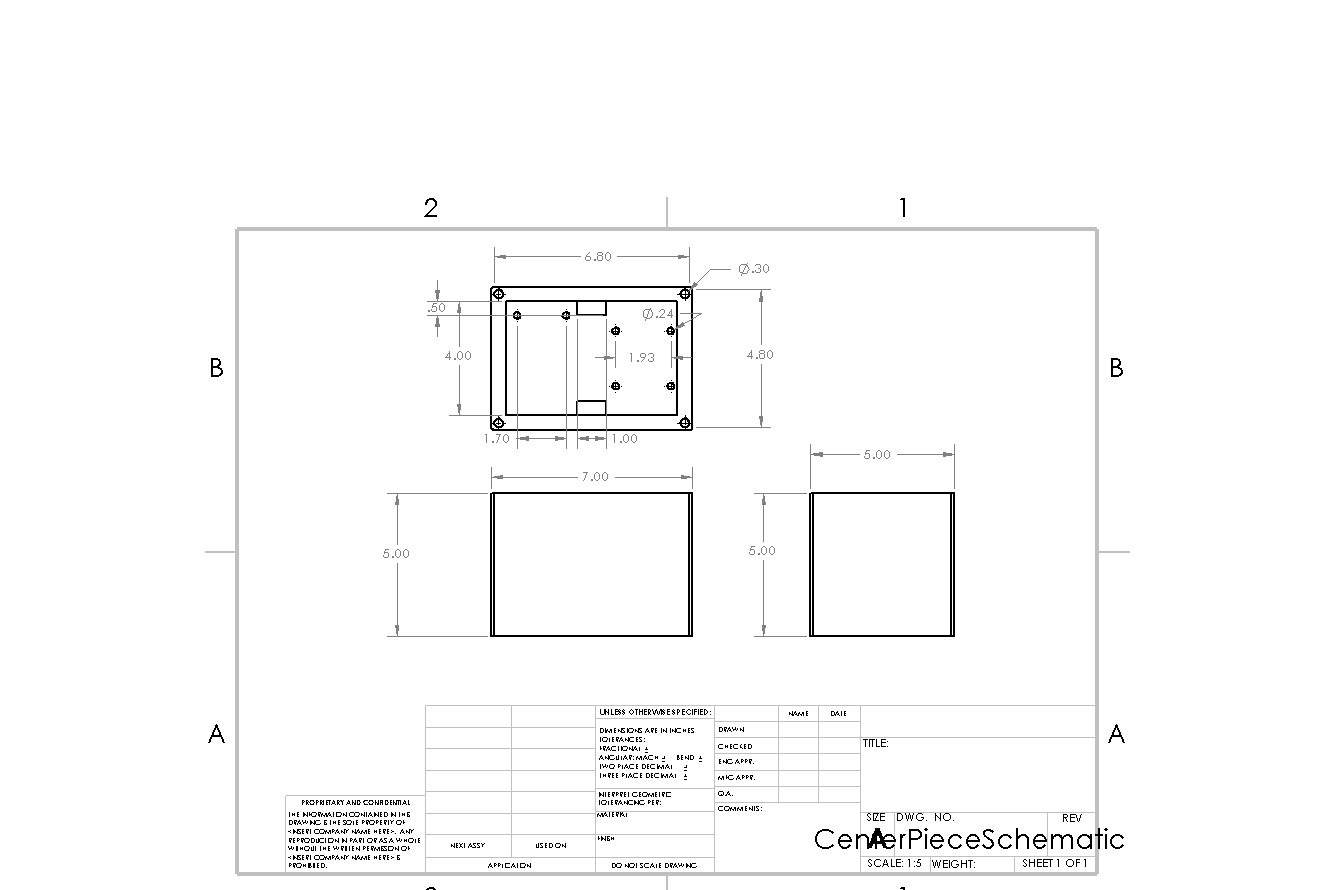 2 1
6.80
Ø.30
.50
Ø.24
4.00
1.93
4.80
B B
1.70 1.00
7.00
5.00
5.00
5.00
A A
UNLESS OTHERWISE SPECIFIED:
DIMENSIONS ARE IN INCHES
TOLERANCES:
FRACTIONAL ±
ANGULAR: MACH ± BEND ±
TWO PLACE DECIMAL ±
THREE PLACE DECIMAL ±
INTERPRET GEOMETRIC
TOLERANCING PER:
MATERIAL
FINISH
DO NOT SCALE DRAWING
NAME DATE
DRAWN
CHECKED
ENG APPR.
MFG APPR.
Q.A.
COMMENTS:
TITLE:
SIZE DWG. NO. REV
A
CenterPieceSchematic
SCALE: 1:5 WEIGHT: SHEET 1 OF 1
PROPRIETARY AND CONFIDENTIAL
THE INFORMATION CONTAINED IN THIS
DRAWING IS THE SOLE PROPERTY OF
<INSERT COMPANY NAME HERE>. ANY
REPRODUCTION IN PART OR AS A WHOLE
WITHOUT THE WRITTEN PERMISSION OF
<INSERT COMPANY NAME HERE> IS
PROHIBITED.
NEXT ASSY USED ON
APPLICATION